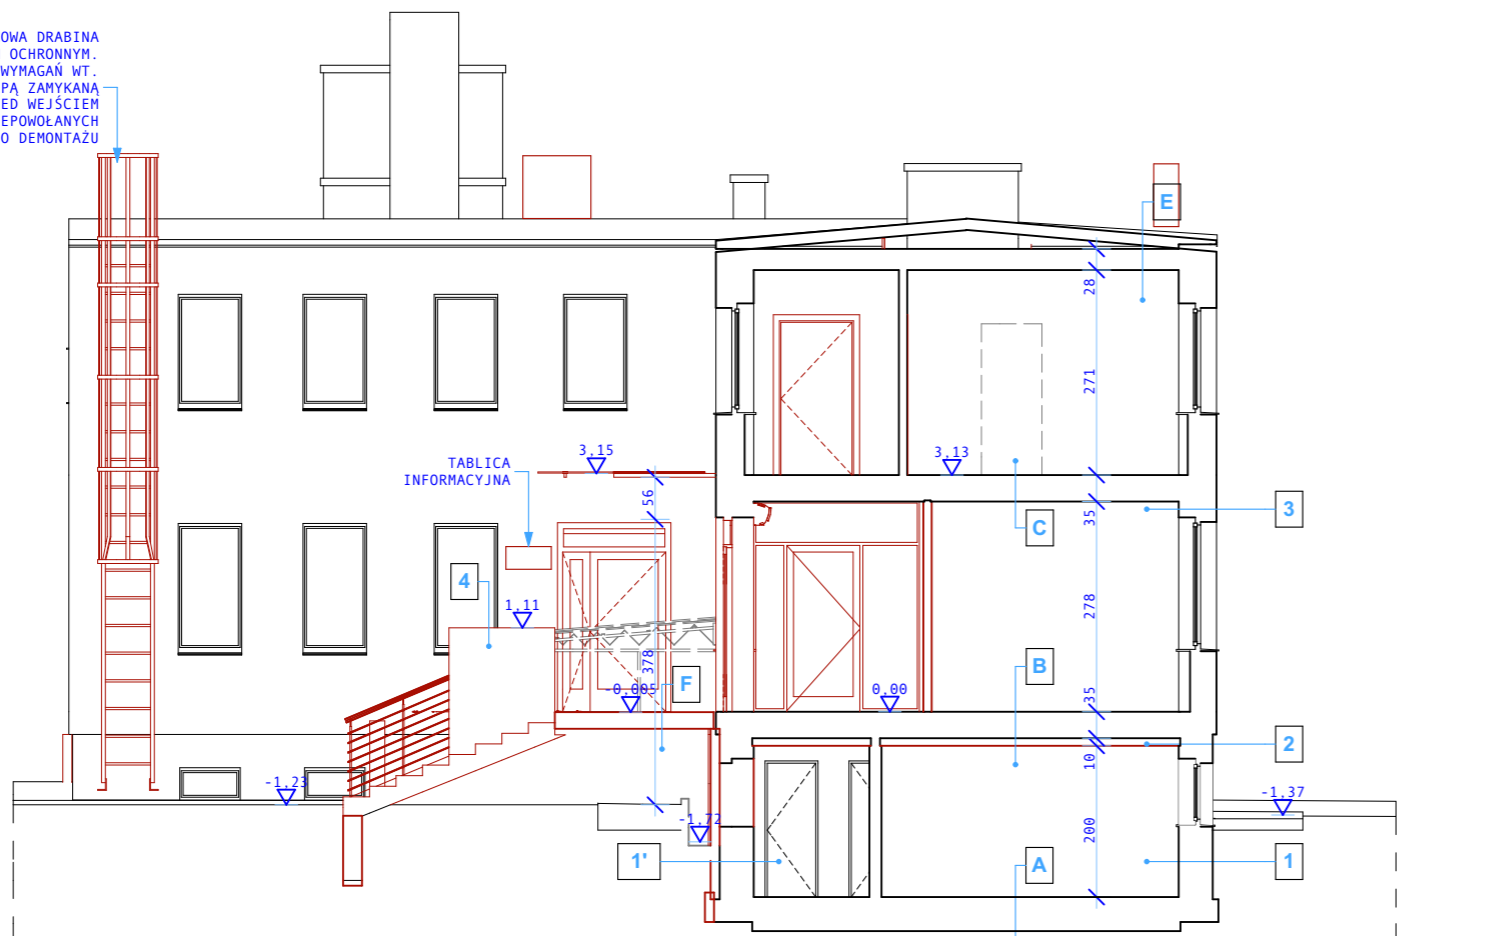 OWA DRABINA
OCHRONNYM.
WYMAGAŃ WT.
PĄ ZAMYKANĄ
ED WEJŚCIEM
EPOWOŁANYCH
O DEMONTAŻU
E
28
271
3,15
3,13
TABLICA
INFORMACYJNA
56
35
3
C
4
1,11
278
378
B
F
-0.005
0,00
35
2
10
-1,23
-1,37
-1,72
200
1'
A
1